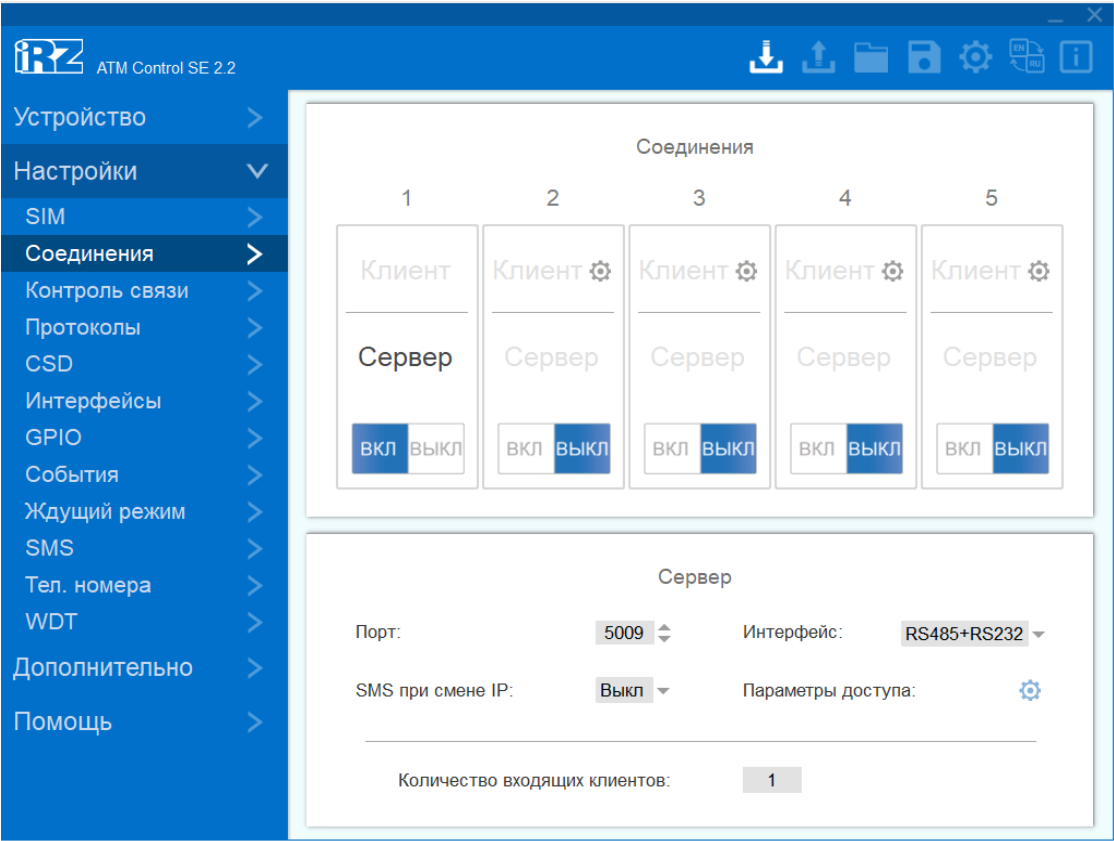 iRZ ATM Control SE 2.2
EN RU
Устройство
Настройки
SIM
Соединения
Контроль связи
Протоколы
CSD
Интерфейсы
GPIO
События
Ждущий режим
SMS
Тел. номера
WDT
Дополнительно
Помощь
Соединения
1 2 3 4 5
Клиент Клиент Клиент Клиент Клиент
Сервер Сервер Сервер Сервер Сервер
ВКЛ ВЫКЛ ВКЛ ВЫКЛ ВКЛ ВЫКЛ ВКЛ ВЫКЛ ВКЛ ВЫКЛ
Сервер
Порт: 5009 Интерфейс: RS485+RS232
SMS при смене IP: Выкл Параметры доступа:
Количество входящих клиентов: 1